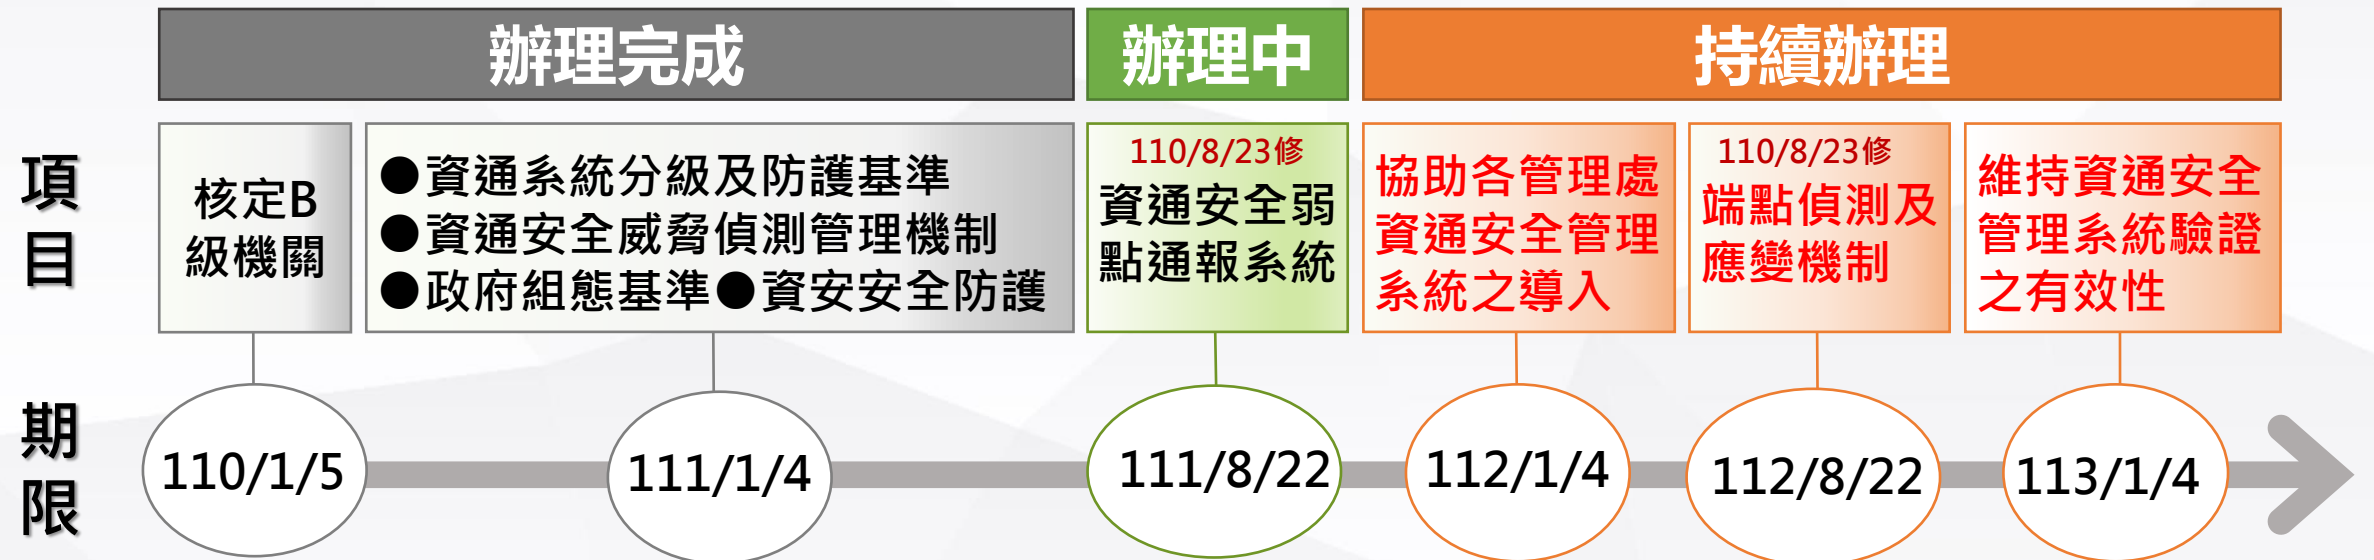 辦理完成
辦理中
持續辦理
項目
核定B
級機關
●資通系統分級及防護基準
●資通安全威脅偵測管理機制
●政府組態基準●資安安全防護
110/8/23修
資通安全弱
點通報系統
協助各管理處
資通安全管理
系統之導入
110/8/23修
端點偵測及
應變機制
維持資通安全
管理系統驗證
之有效性
期限
110/1/5
111/1/4
111/8/22
112/1/4
112/8/22
113/1/4